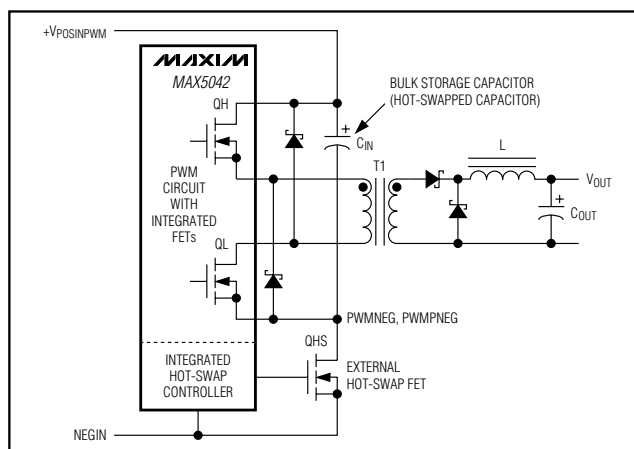 +VPOSINPWM
MAXIM
MAX5042
QH
PWM
CIRCUIT
WITH
INTEGRATED
FETs
QL
INTEGRATED
HOT-SWAP
CONTROLLER
NEGIN
BULK STORAGE CAPACITOR
(HOT-SWAPPED CAPACITOR)
+
CIN
T1
L
VOUT
+
COUT
PWMNEG, PWMPNEG
QHS
EXTERNAL
HOT-SWAP FET